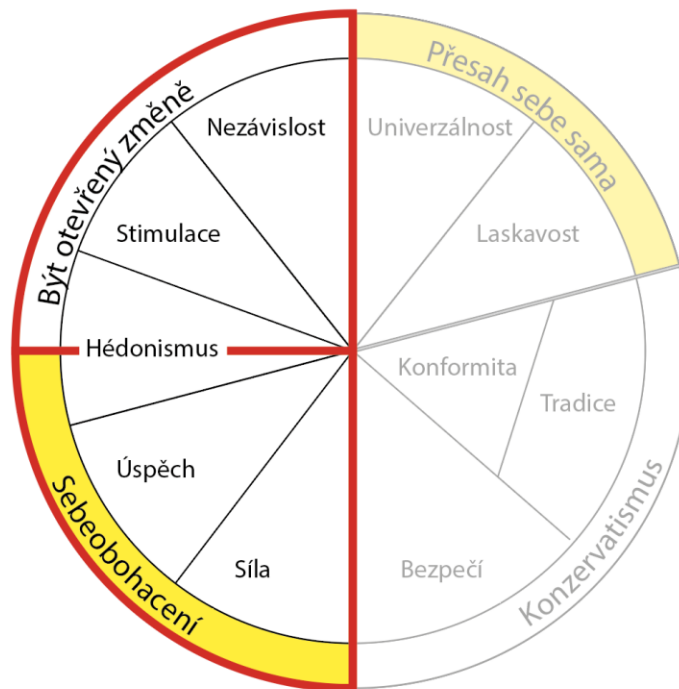 Přesah sebe sama
Být otevřený změně
Nezávislost
Univerzálnost
Stimulace
Laskavost
Hédonismus
Konformita
Tradice
Úspěch
Síla
Bezpečí
Sebeobohacení
Konzervatismus